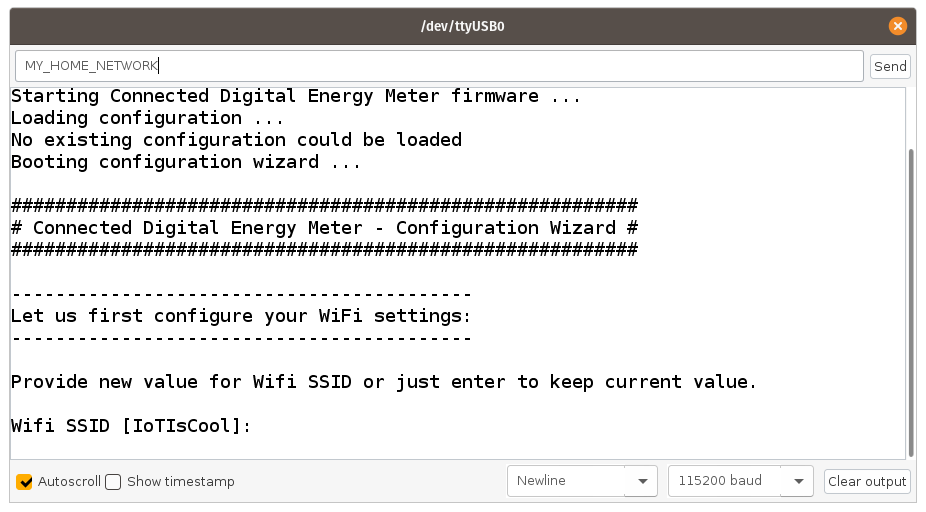 /dev/ttyUSB0
MY_HOME_NETWORK
Send
Starting Connected Digital Energy Meter firmware ...
Loading configuration ...
No existing configuration could be loaded
Booting configuration wizard ...
#########################################################
# Connected Digital Energy Meter - Configuration Wizard #
#########################################################
------------------------------------------
Let us first configure your WiFi settings:
------------------------------------------
Provide new value for Wifi SSID or just enter to keep current value.
Wifi SSID [IoTIsCool]:
Autoscroll Show timestamp Newline 115200 baud Clear output